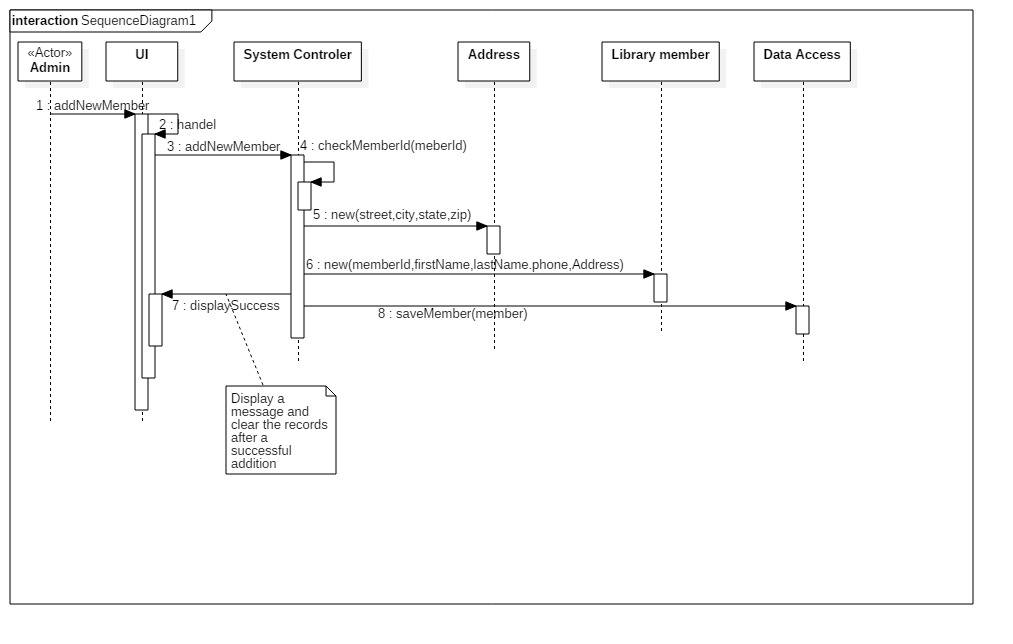 interaction SequenceDiagram1
«Actor»
Admin
UI
System Controler
Address
Library member
Data Access
1 : addNewMember
2 : handel
3 : addNewMember
4 : checkMemberId(meberId)
5 : new(street,city,state,zip)
6 : new(memberId,firstName,lastName.phone,Address)
7 : displaySuccess
8 : saveMember(member)
Display a
message and
clear the records
after a
successful
addition